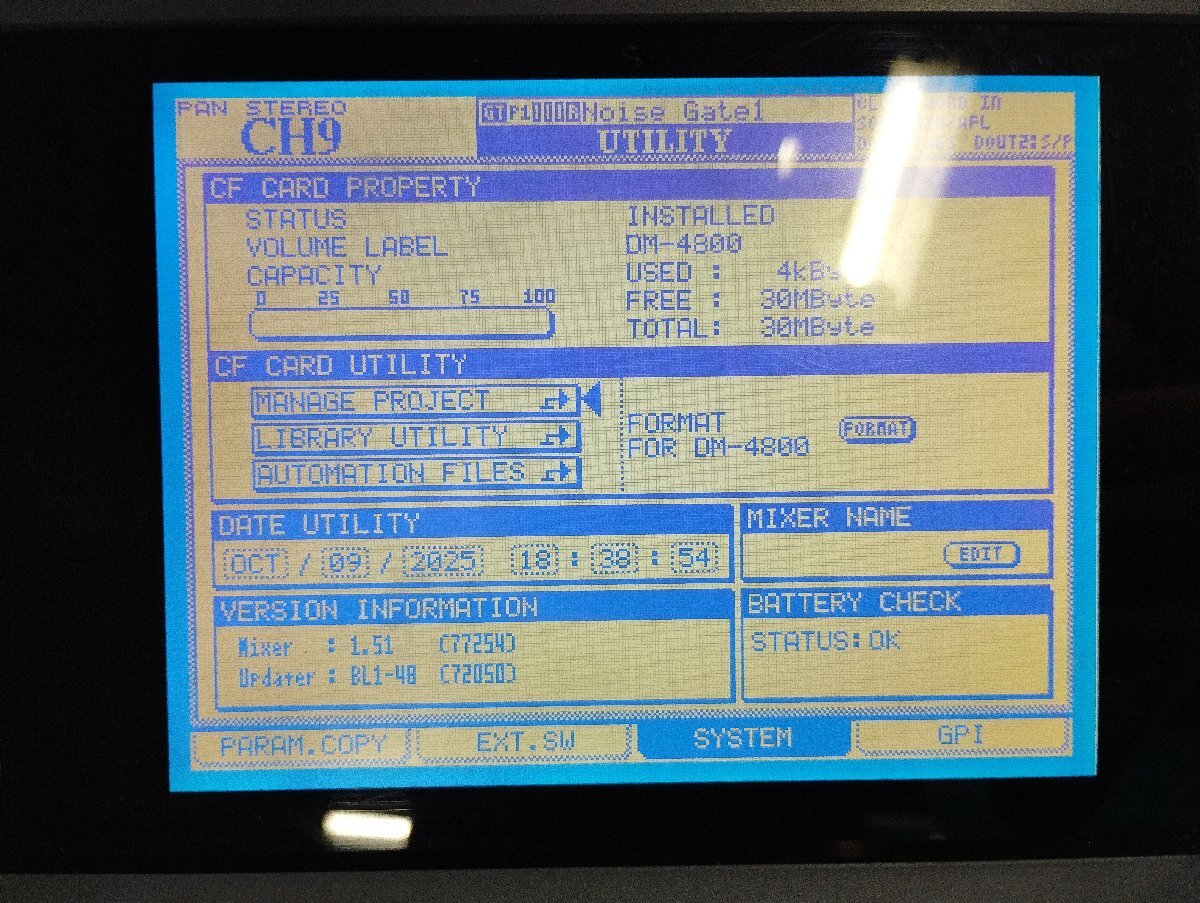 PAN STEREO
CH9
Noise Gate1
UTILITY
IN
DOUT2:S/P
CF CARD PROPERTY
STATUS INSTALLED
VOLUME LABEL DM-4800
CAPACITY USED : 4kByte
0 25 50 75 100
FREE : 30MByte
TOTAL: 30MByte
CF CARD UTILITY
MANAGE PROJECT
LIBRARY UTILITY
AUTOMATION FILES
FORMAT
FOR DM-4800
FORMAT
DATE UTILITY
OCT / 09 / 2025 18 : 38 : 54
MIXER NAME
EDIT
VERSION INFORMATION
Mixer : 1.51 (77254)
Updater : BL1-48 (72050)
BATTERY CHECK
STATUS: OK
PARAM.COPY EXT.SW SYSTEM GPI